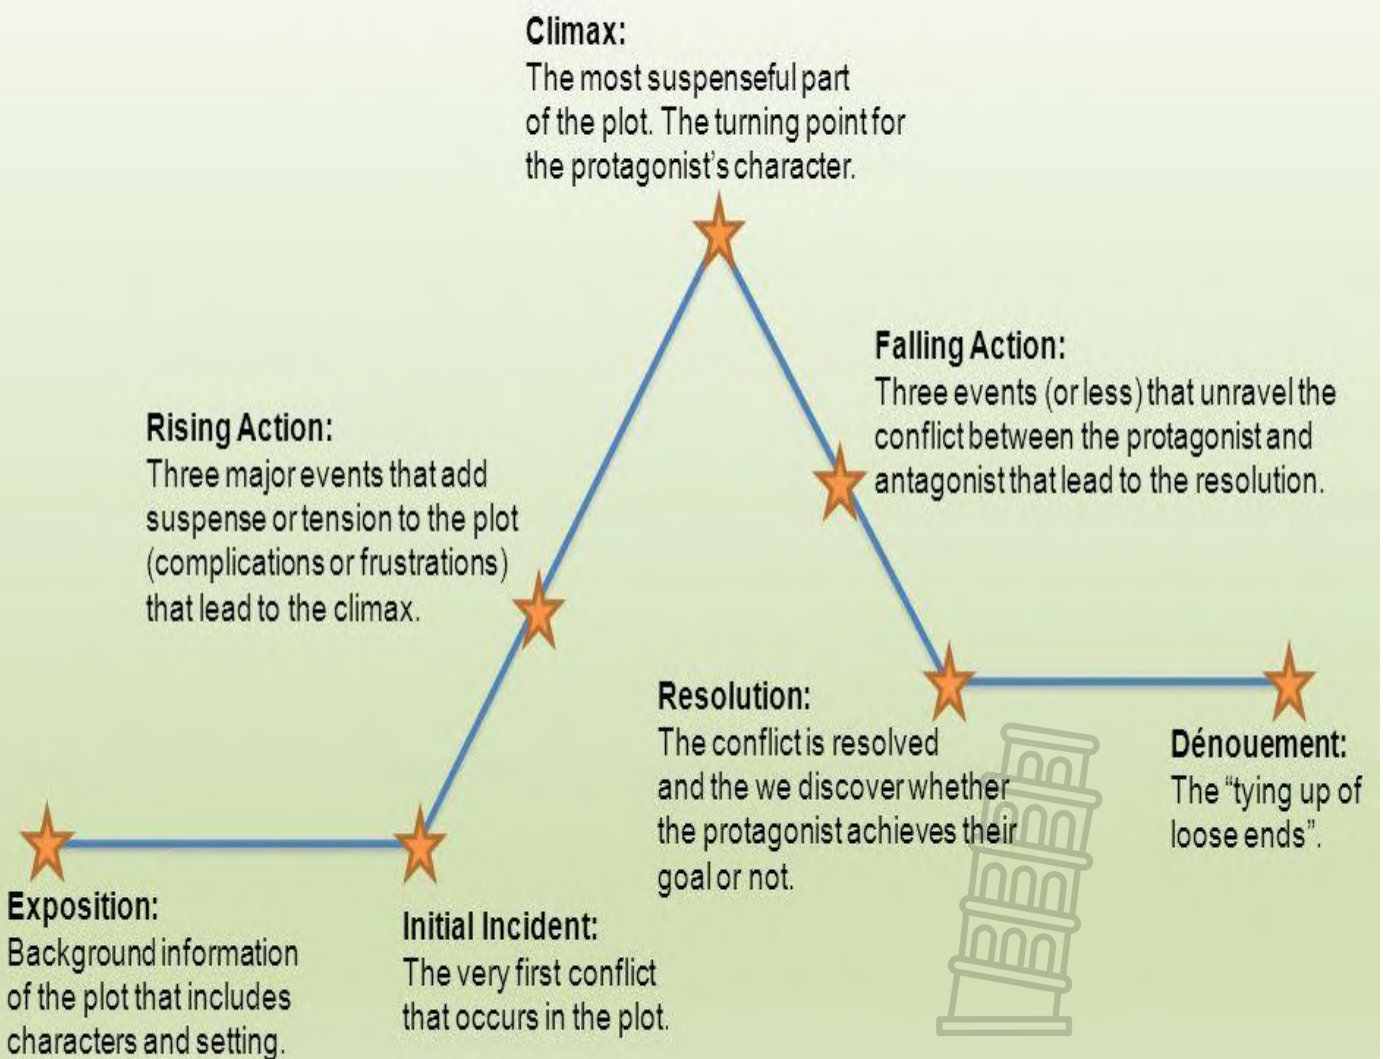 Climax:
The most suspenseful part
of the plot. The turning point for
the protagonist's character.
Falling Action:
Three events (or less) that unravel the
conflict between the protagonist and
antagonist that lead to the resolution.
Rising Action:
Three major events that add
suspense or tension to the plot
(complications or frustrations)
that lead to the climax.
Resolution:
The conflict is resolved
and the we discover whether
the protagonist achieves their
goal or not.
Dénouement:
The “tying up of
loose ends”.
Exposition:
Background information
of the plot that includes
characters and setting.
Initial Incident:
The very first conflict
that occurs in the plot.